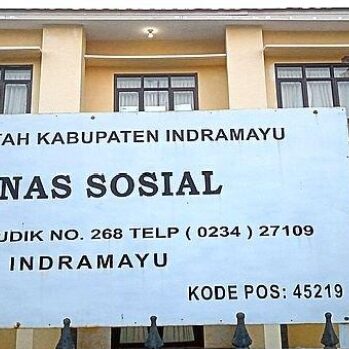 TAH KABUPATEN INDRAMAYU
NAS SOSIAL
UDIK NO. 268 TELP ( 0234 ) 27109
INDRAMAYU
KODE POS: 45219